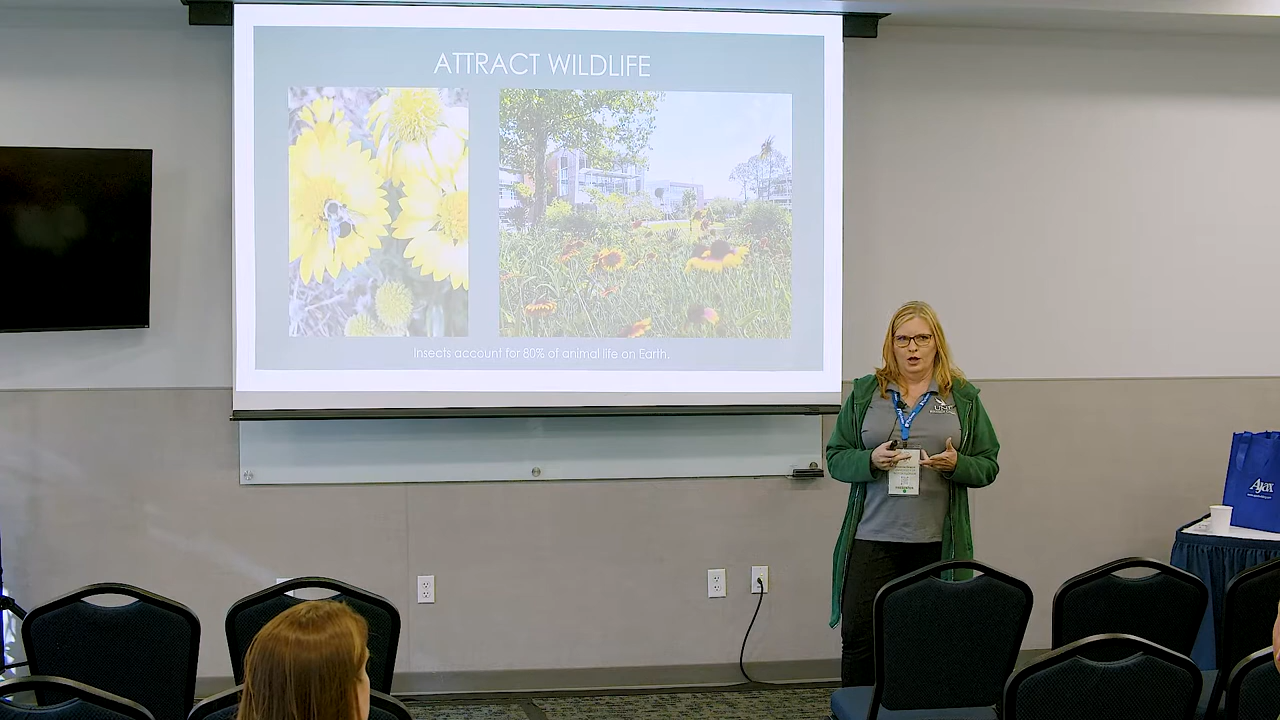 ATTRACT WILDLIFE
Insects account for 80% of animal life on Earth.
Ajax